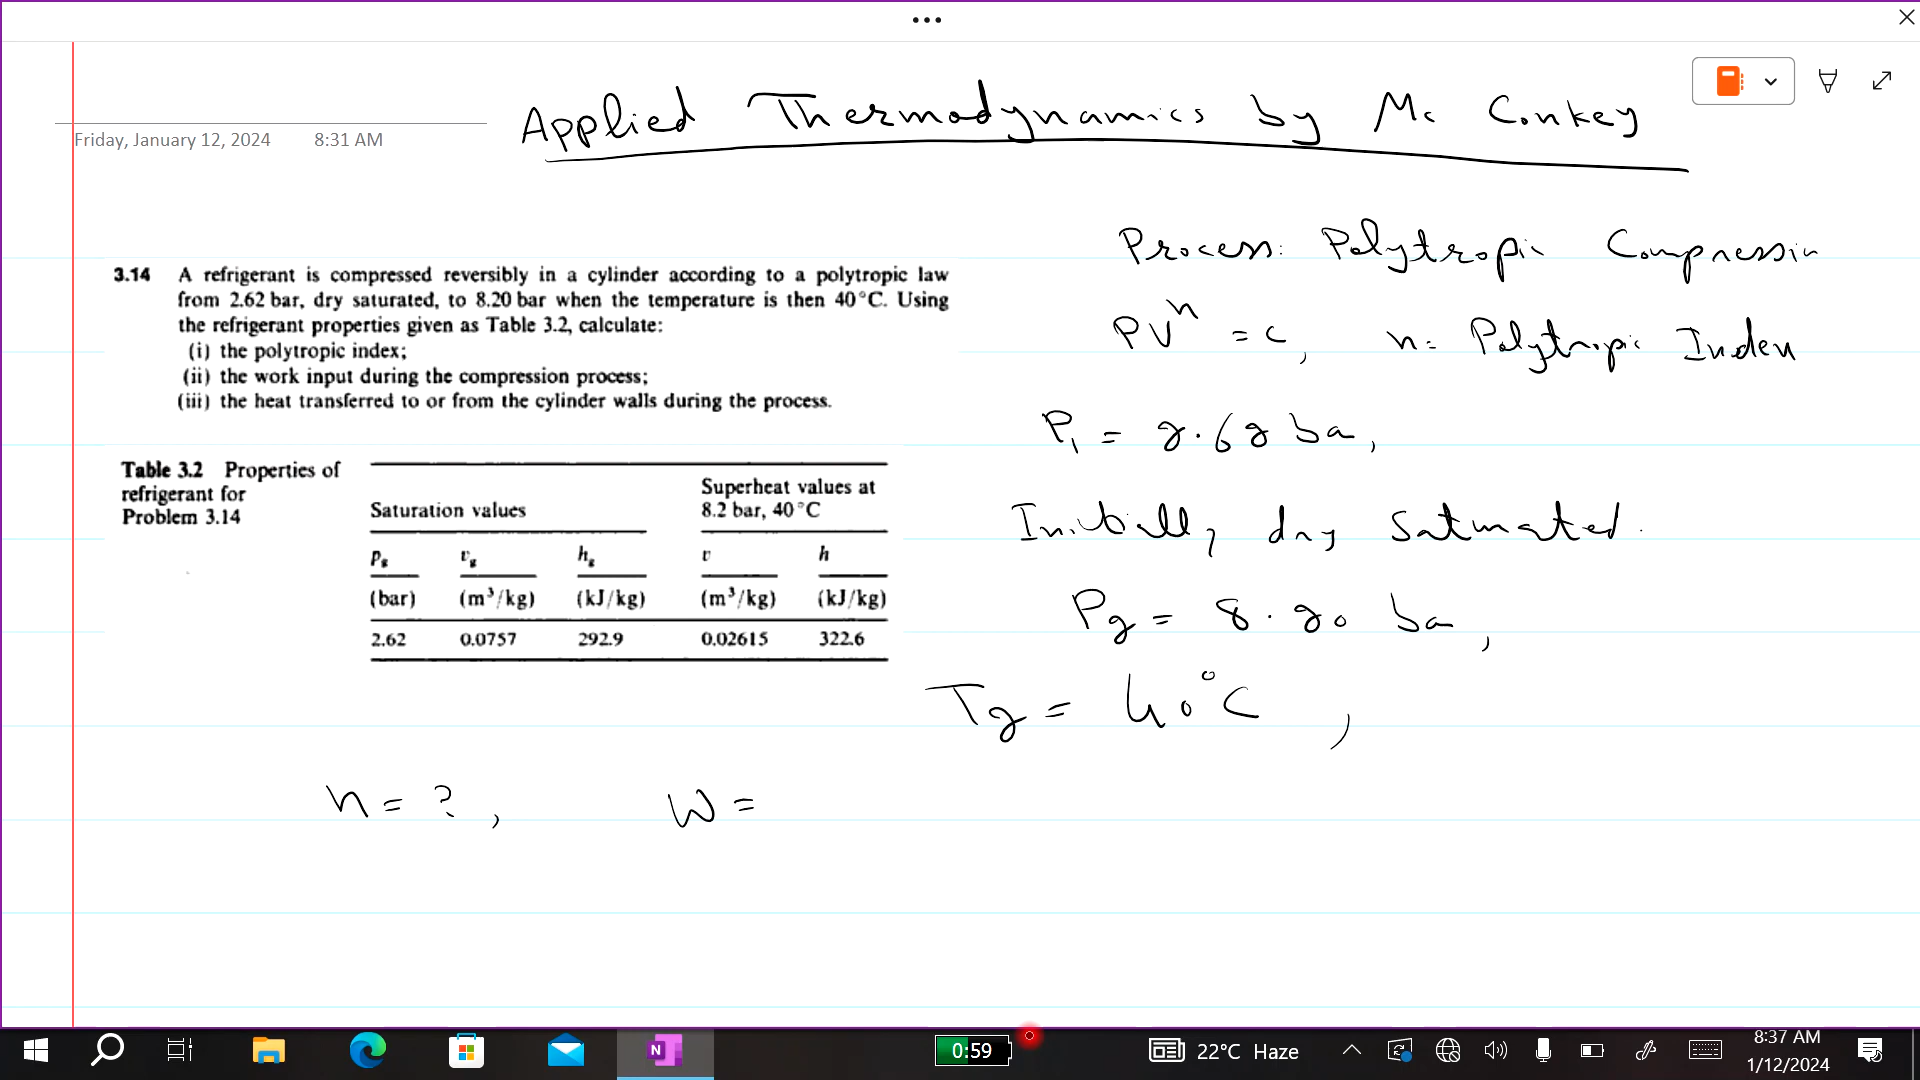 Applied Thermodynamics by Mc Conkey
Friday, January 12, 2024 8:31 AM
3.14 A refrigerant is compressed reversibly in a cylinder according to a polytropic law
from 2.62 bar, dry saturated, to 8.20 bar when the temperature is then 40 °C. Using
the refrigerant properties given as Table 3.2, calculate:
(i) the polytropic index;
(ii) the work input during the compression process;
(iii) the heat transferred to or from the cylinder walls during the process.
Table 3.2 Properties of
refrigerant for
Problem 3.14
Saturation values
Superheat values at
8.2 bar, 40 °C
pg vg hg v h
(bar) (m³/kg) (kJ/kg) (m³/kg) (kJ/kg)
2.62 0.0757 292.9 0.02615 322.6
Process: Polytropic Compression
PVⁿ = c, n = Polytropic Index
P₁ = 2.62 bar,
Initially dry saturated.
P₂ = 8.20 bar,
T₂ = 40°C,
n = ?, W =
0:59
22°C Haze
8:37 AM
1/12/2024